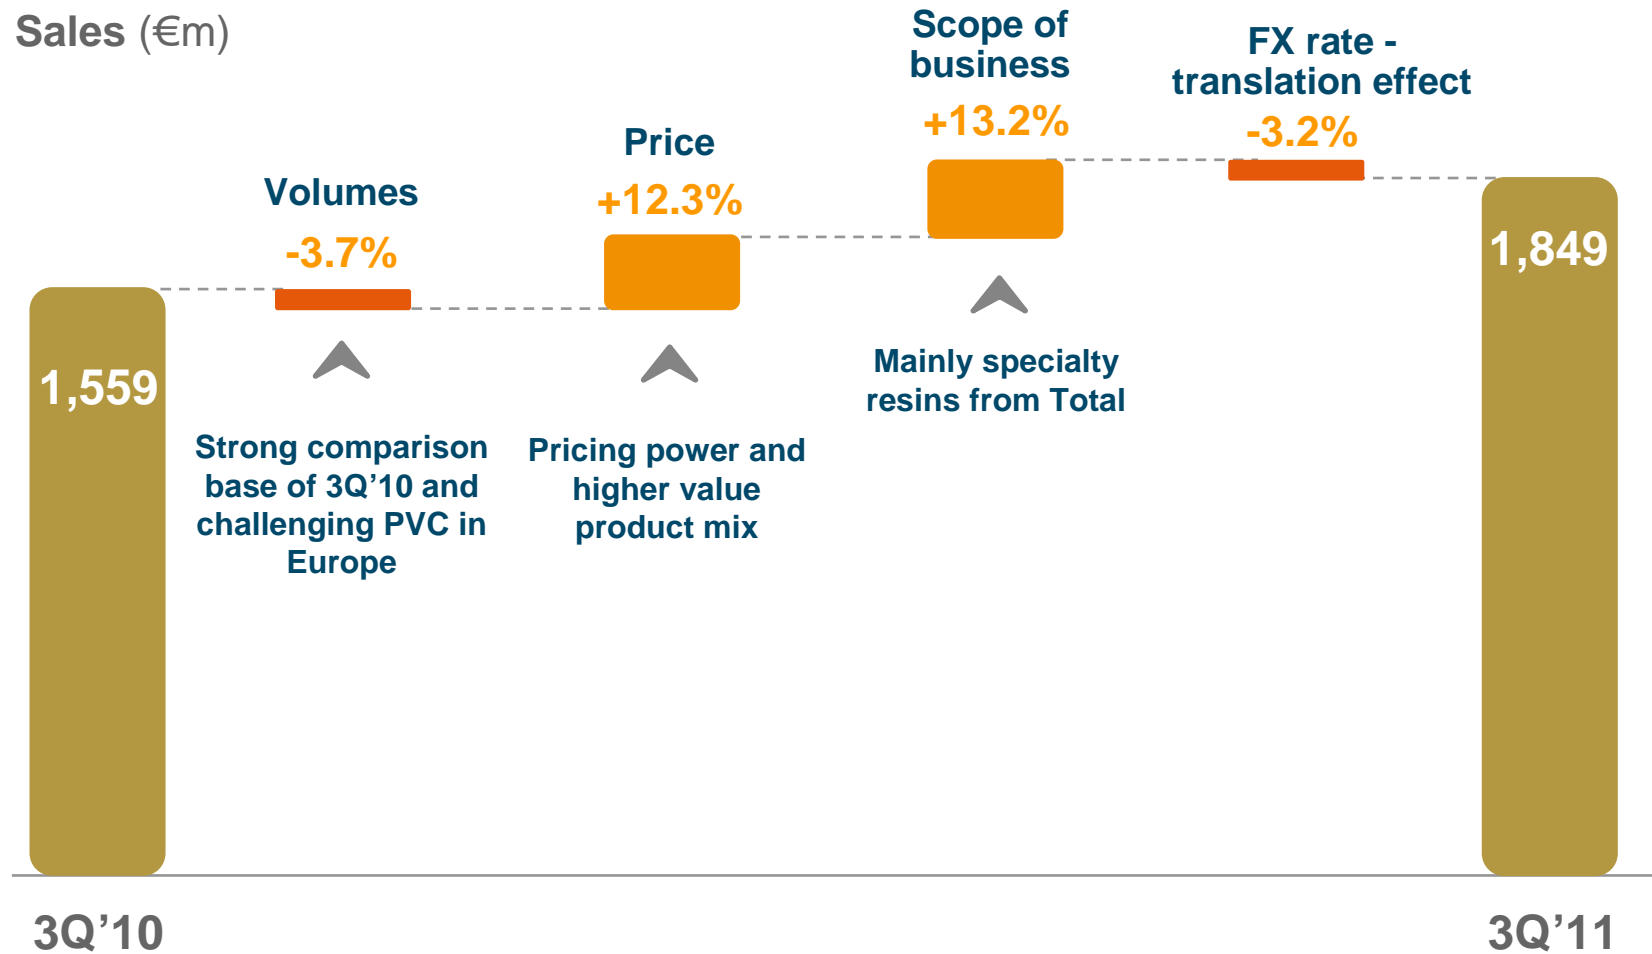 Sales (€m)
Volumes
-3.7%
Strong comparison
base of 3Q’10 and
challenging PVC in
Europe
Price
+12.3%
Pricing power and
higher value
product mix
Scope of
business
+13.2%
Mainly specialty
resins from Total
FX rate -
translation effect
-3.2%
1,559
1,849
3Q’10
3Q’11